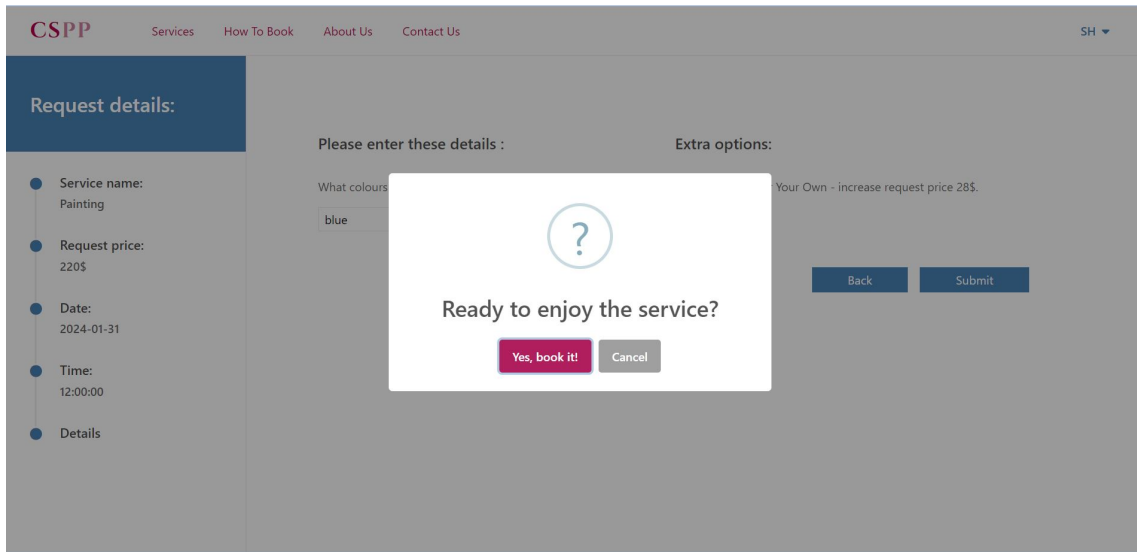 CSPP
Services
How To Book
About Us
Contact Us
SH
Request details:
Service name:
Painting
Request price:
220$
Date:
2024-01-31
Time:
12:00:00
Details
Please enter these details :
What colours
blue
Extra options:
Your Own - increase request price 28$.
Back
Submit
?
Ready to enjoy the service?
Yes, book it!
Cancel